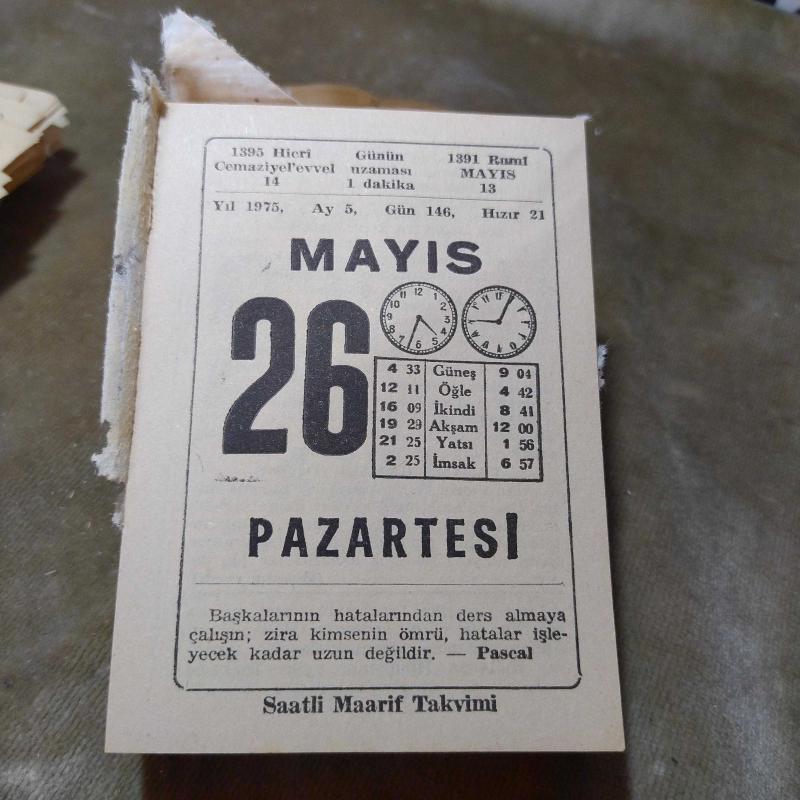 1395 Hicrî
Cemaziyel'evvel
14
Günün
uzaması
1 dakika
1391 Rumî
MAYIS
13
Yıl 1975, Ay 5, Gün 146, Hızır 21
MAYIS
26
4 33 Güneş 9 04
12 11 Öğle 4 42
16 09 İkindi 8 41
19 29 Akşam 12 00
21 25 Yatsı 1 56
2 25 İmsak 6 57
PAZARTESİ
Başkalarının hatalarından ders almaya
çalışın; zira kimsenin ömrü, hatalar işle-
yecek kadar uzun değildir. — Pascal
Saatli Maarif Takvimi